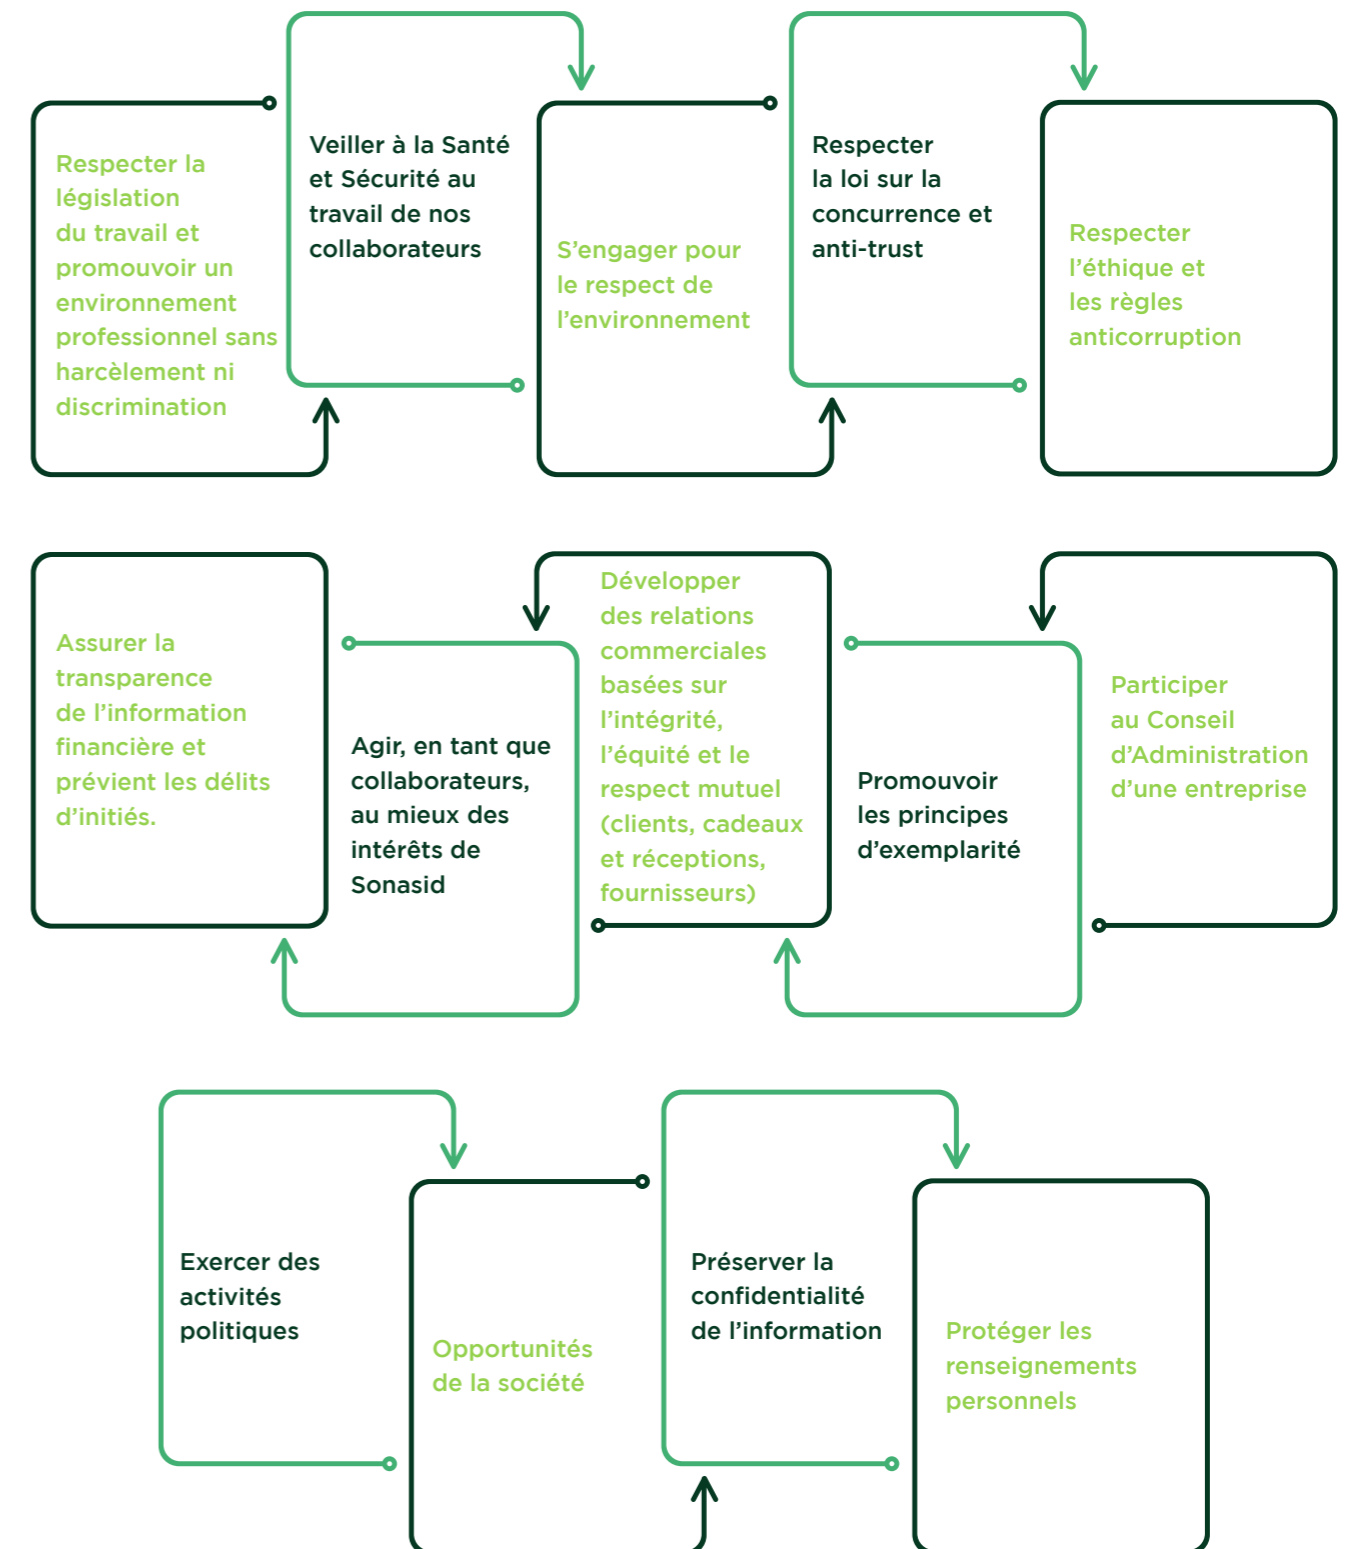 Respecter la
législation
du travail et
promouvoir un
environnement
professionnel sans
harcèlement ni
discrimination
Veiller à la Santé
et Sécurité au
travail de nos
collaborateurs
S’engager pour
le respect de
l’environnement
Respecter
la loi sur la
concurrence et
anti-trust
Respecter
l’éthique et
les règles
anticorruption
Assurer la
transparence
de l’information
financière et
prévient les délits
d’initiés.
Agir, en tant que
collaborateurs,
au mieux des
intérêts de
Sonasid
Développer
des relations
commerciales
basées sur
l’intégrité,
l’équité et le
respect mutuel
(clients, cadeaux
et réceptions,
fournisseurs)
Promouvoir
les principes
d’exemplarité
Participer
au Conseil
d’Administration
d’une entreprise
Exercer des
activités
politiques
Opportunités
de la société
Préserver la
confidentialité
de l’information
Protéger les
renseignements
personnels